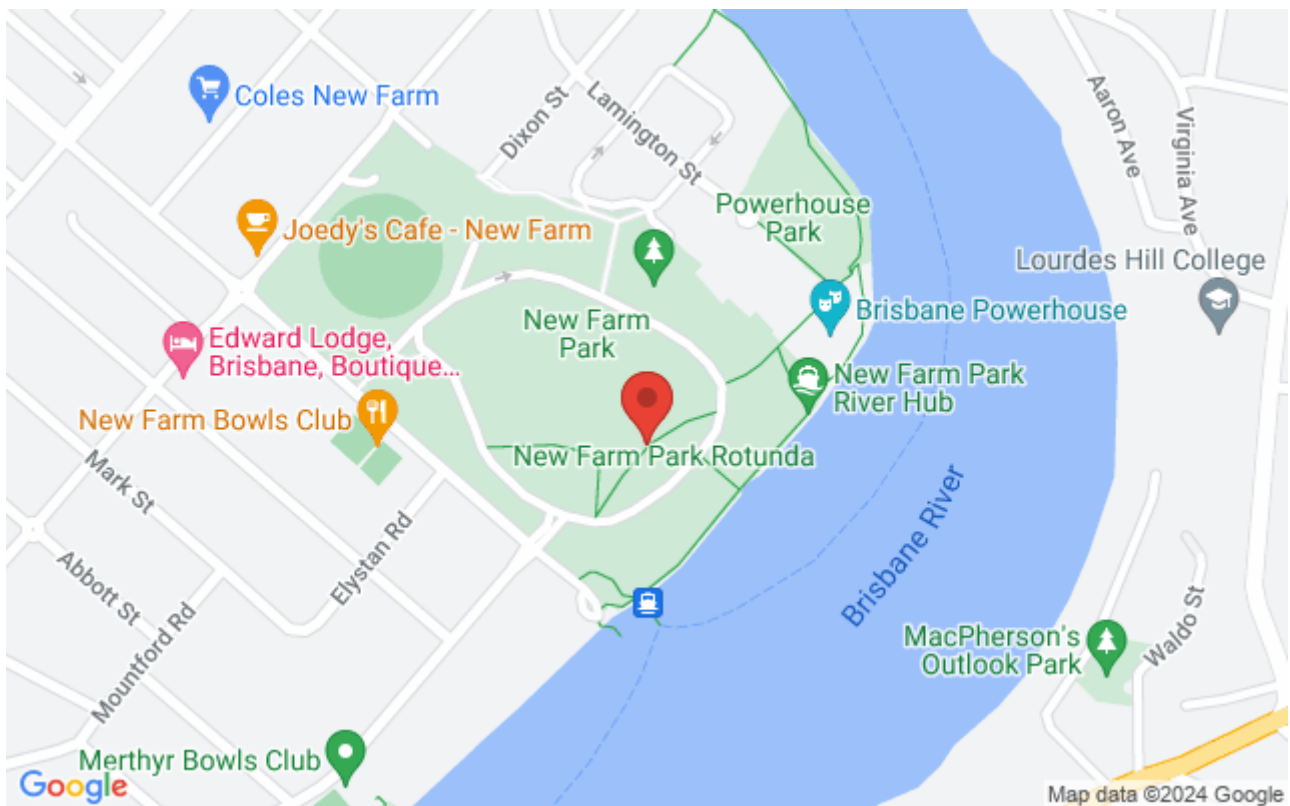 Coles New Farm
Dixon St
Lamington St
Aaron Ave
Virginia Ave
Joedy's Cafe - New Farm
Powerhouse
Park
Lourdes Hill College
Edward Lodge,
Brisbane, Boutique...
New Farm
Park
Brisbane Powerhouse
New Farm Bowls Club
New Farm Park
River Hub
New Farm Park Rotunda
Mark St
Elystan Rd
Abbott St
Brisbane River
Mountford Rd
MacPherson's
Outlook Park
Waldo St
Merthyr Bowls Club
Google
Map data ©2024 Google